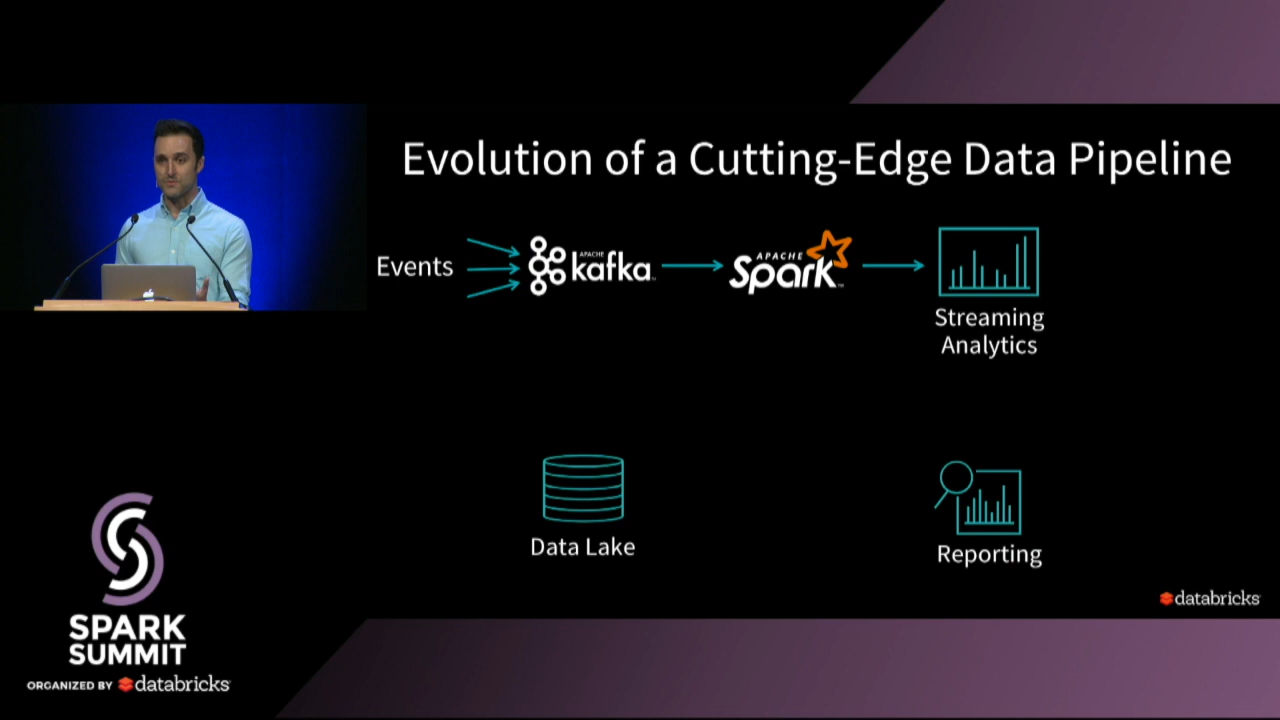 Evolution of a Cutting-Edge Data Pipeline
Events
APACHE
kafka
APACHE
Spark
Streaming
Analytics
Data Lake
Reporting
databricks
SPARK
SUMMIT
ORGANIZED BY databricks